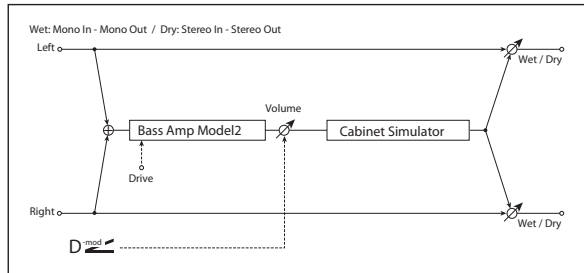 Wet: Mono In - Mono Out / Dry: Stereo In - Stereo Out
Left
Wet / Dry
Volume
Bass Amp Model2
Cabinet Simulator
Drive
Right
Wet / Dry
D-mod